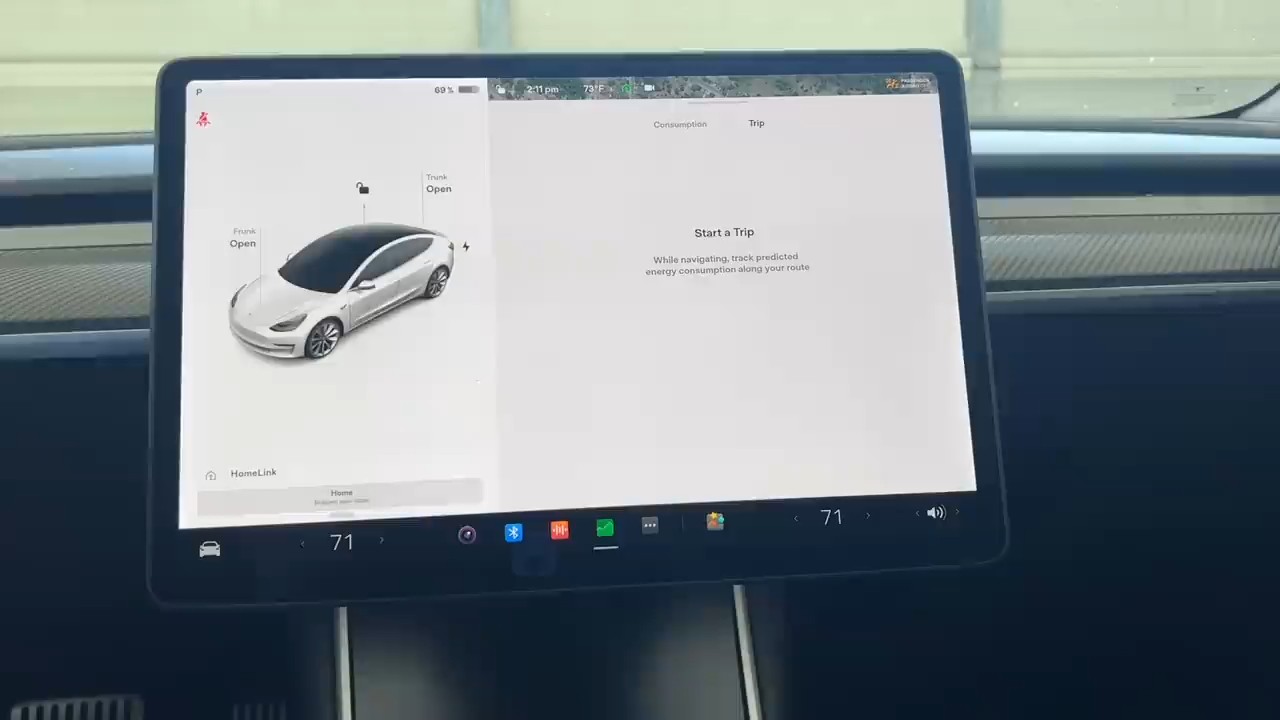 P
69 %
2:11 pm
73°F
Consumption
Trip
Trunk
Open
Frunk
Open
Start a Trip
While navigating, track predicted
energy consumption along your route
HomeLink
Home
71
71